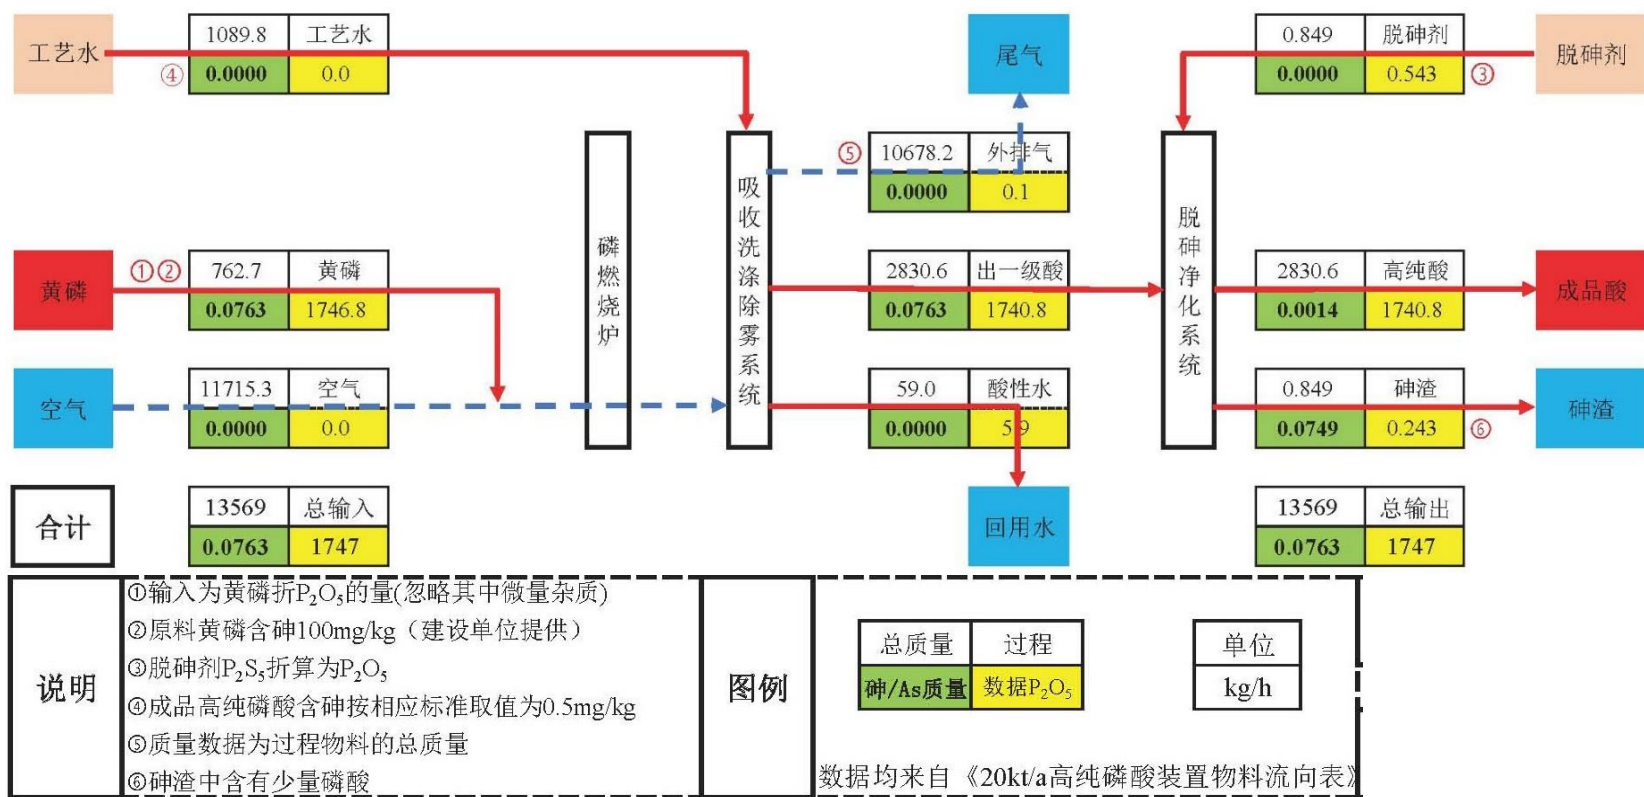 工艺水
1089.8 工艺水
④ 0.0000 0.0
尾气
0.849 脱砷剂
0.0000 0.543 ③
脱砷剂
⑤ 10678.2 外排气
0.0000 0.1
磷燃烧炉
吸收洗涤除雾系统
脱砷净化系统
黄磷
①② 762.7 黄磷
0.0763 1746.8
2830.6 出一级酸
0.0763 1740.8
2830.6 高纯酸
0.0014 1740.8
成品酸
空气
11715.3 空气
0.0000 0.0
59.0 酸性水
0.0000 5.9
0.849 砷渣
0.0749 0.243 ⑥
砷渣
合计
13569 总输入
0.0763 1747
回用水
13569 总输出
0.0763 1747
说明
①输入为黄磷折P₂O₅的量(忽略其中微量杂质)
②原料黄磷含砷100mg/kg（建设单位提供）
③脱砷剂P₂S₅折算为P₂O₅
④成品高纯磷酸含砷按相应标准取值为0.5mg/kg
⑤质量数据为过程物料的总质量
⑥砷渣中含有少量磷酸
图例
总质量 过程
砷/As质量 数据P₂O₅
单位
kg/h
数据均来自《20kt/a高纯磷酸装置物料流向表》